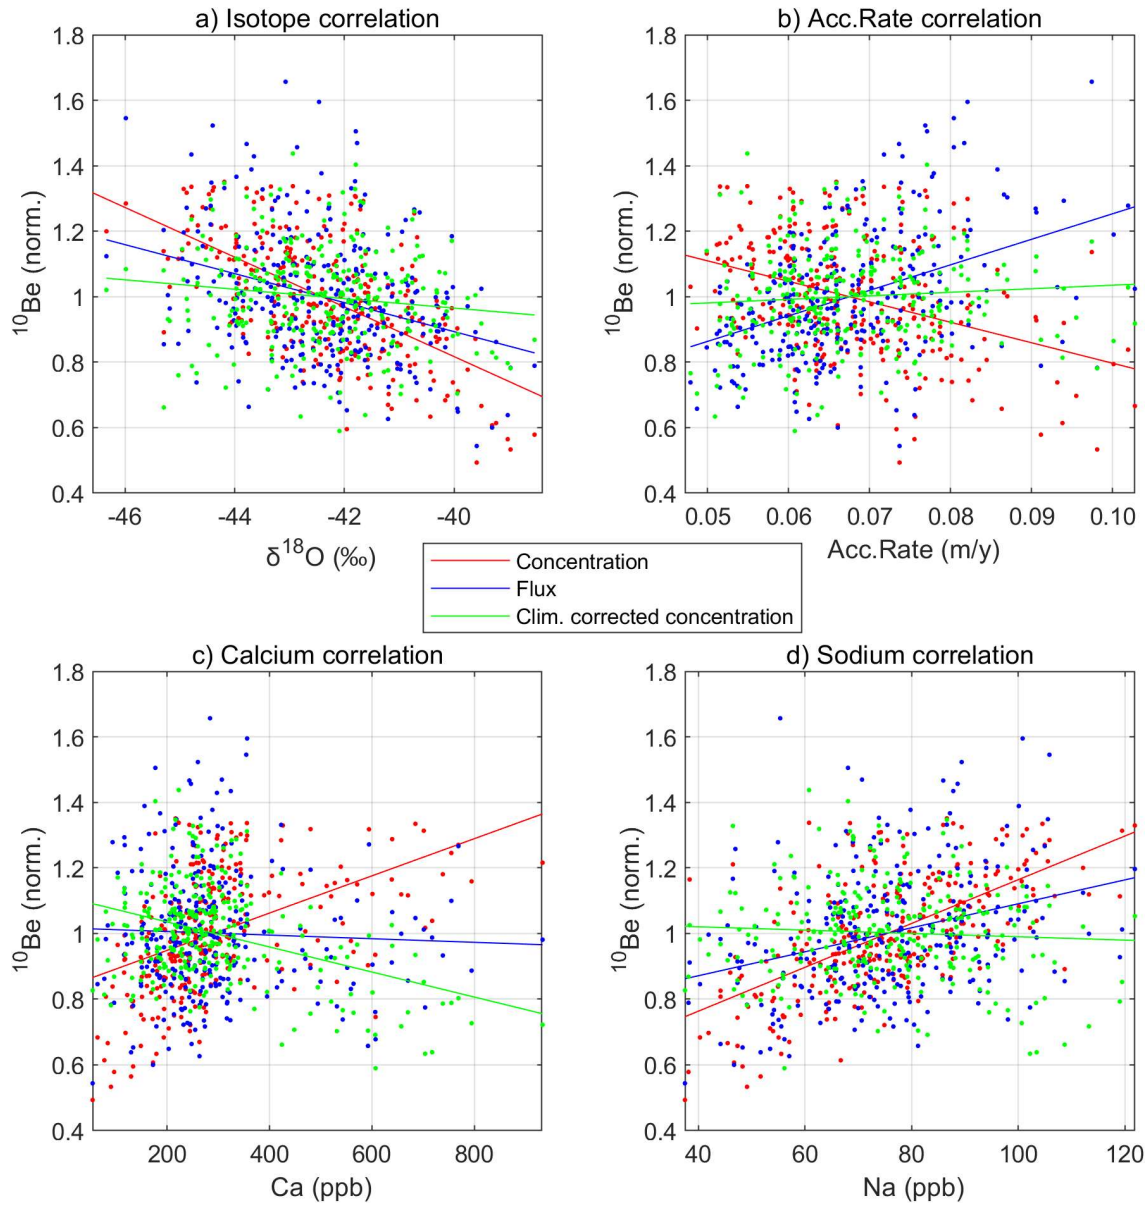 a) Isotope correlation
b) Acc.Rate correlation
1.8
1.6
1.4
1.2
1
0.8
0.6
0.4
¹⁰Be (norm.)
-46 -44 -42 -40
δ¹⁸O (‰)
1.8
1.6
1.4
1.2
1
0.8
0.6
0.4
¹⁰Be (norm.)
0.05 0.06 0.07 0.08 0.09 0.10
Acc.Rate (m/y)
Concentration
Flux
Clim. corrected concentration
c) Calcium correlation
d) Sodium correlation
1.8
1.6
1.4
1.2
1
0.8
0.6
0.4
¹⁰Be (norm.)
200 400 600 800
Ca (ppb)
1.8
1.6
1.4
1.2
1
0.8
0.6
0.4
¹⁰Be (norm.)
40 60 80 100 120
Na (ppb)